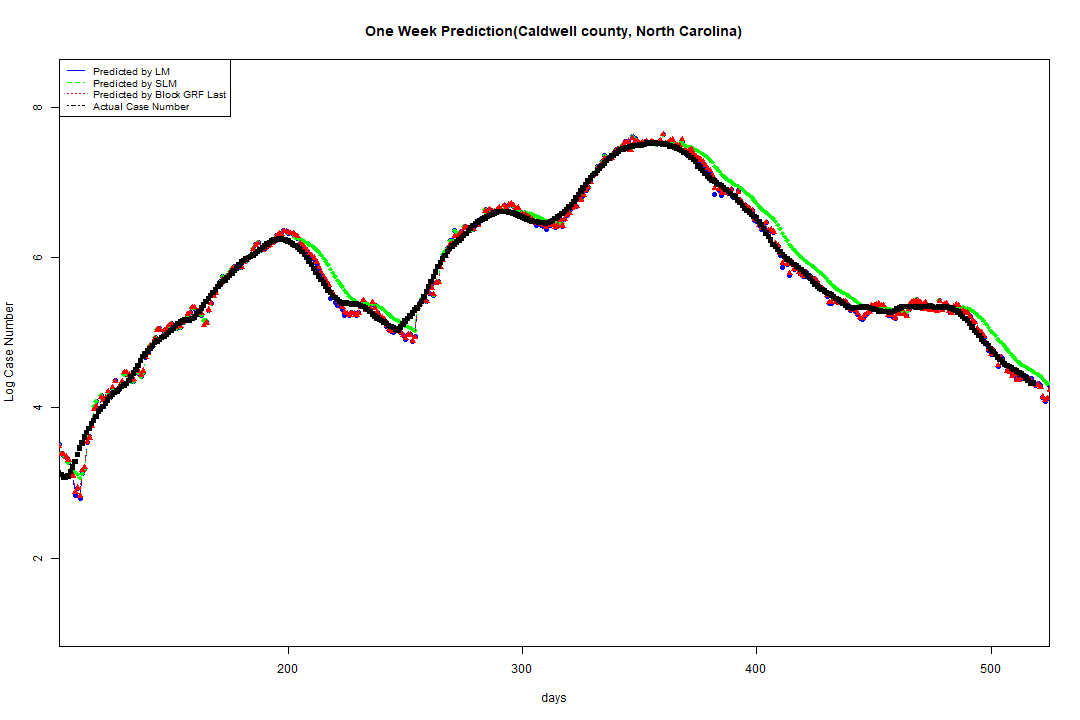 One Week Prediction(Caldwell county, North Carolina)
Predicted by LM
Predicted by SLM
Predicted by Block GRF Last
Actual Case Number
8
6
4
2
Log Case Number
200
300
400
500
days